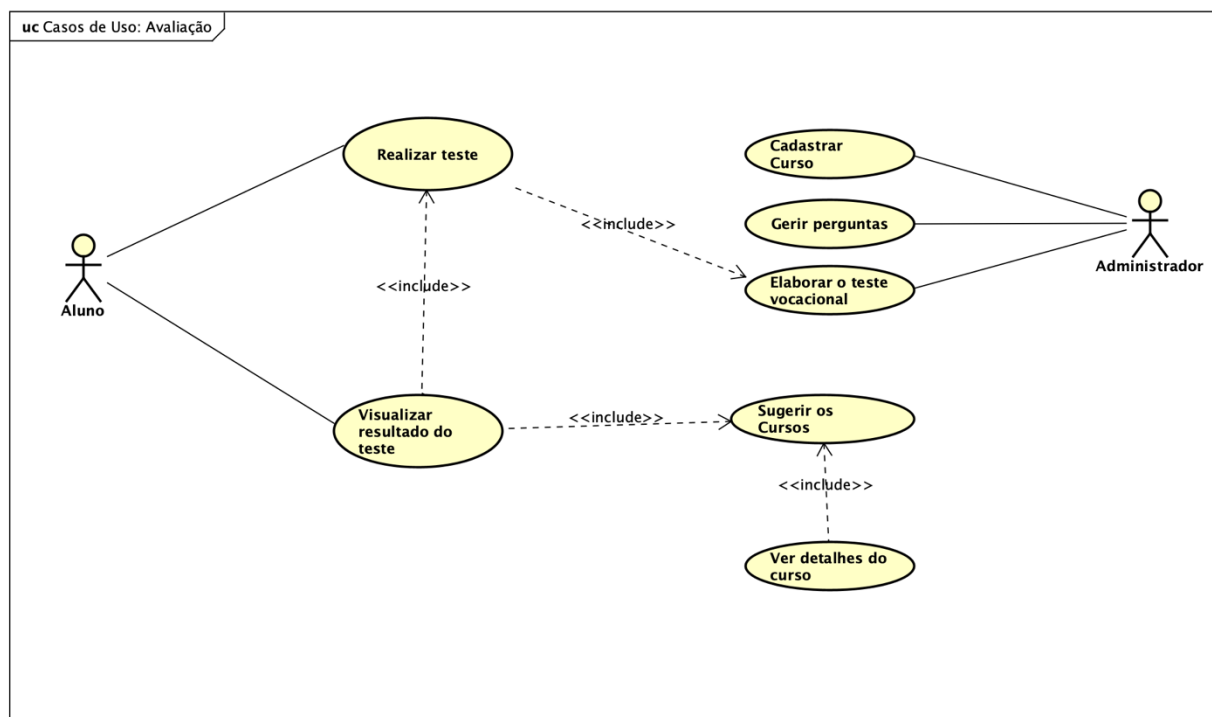 uc Casos de Uso: Avaliação
Realizar teste
Cadastrar
Curso
<<include>>
Gerir perguntas
Administrador
Elaborar o teste
vocacional
Aluno
<<include>>
Visualizar
resultado do
teste
<<include>>
Sugerir os
Cursos
<<include>>
Ver detalhes do
curso